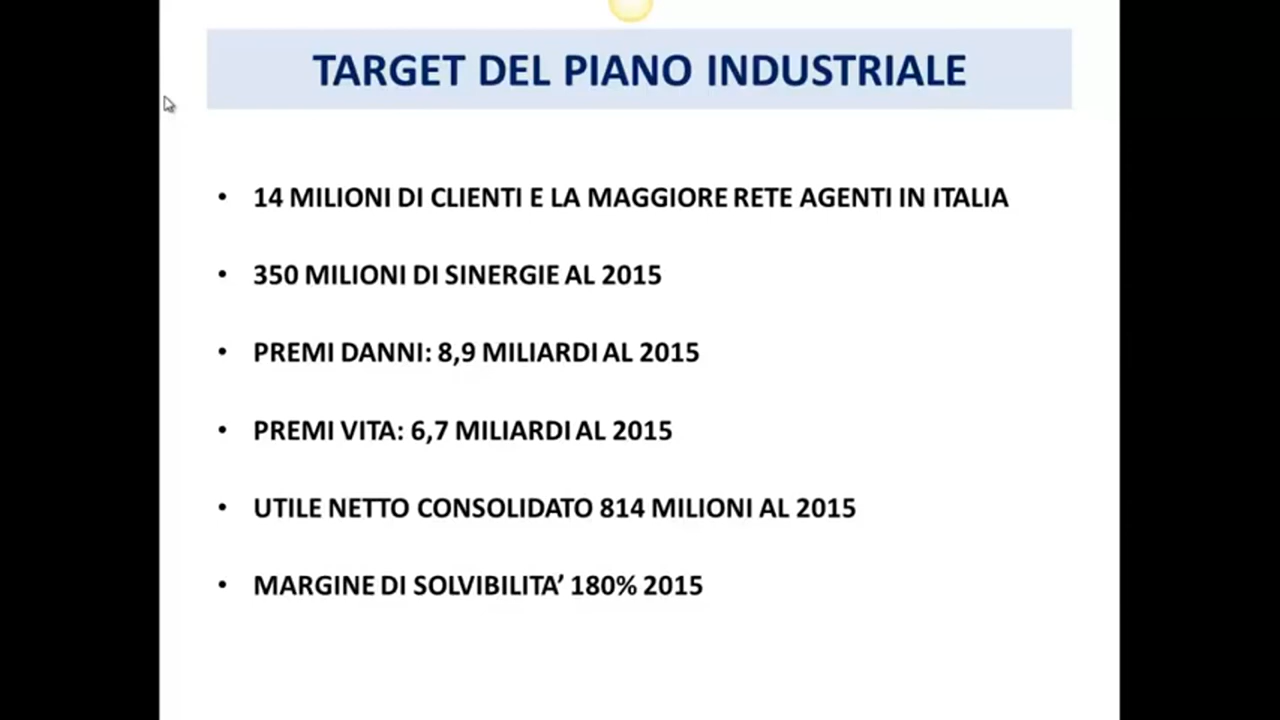 TARGET DEL PIANO INDUSTRIALE
• 14 MILIONI DI CLIENTI E LA MAGGIORE RETE AGENTI IN ITALIA
• 350 MILIONI DI SINERGIE AL 2015
• PREMI DANNI: 8,9 MILIARDI AL 2015
• PREMI VITA: 6,7 MILIARDI AL 2015
• UTILE NETTO CONSOLIDATO 814 MILIONI AL 2015
• MARGINE DI SOLVIBILITA’ 180% 2015